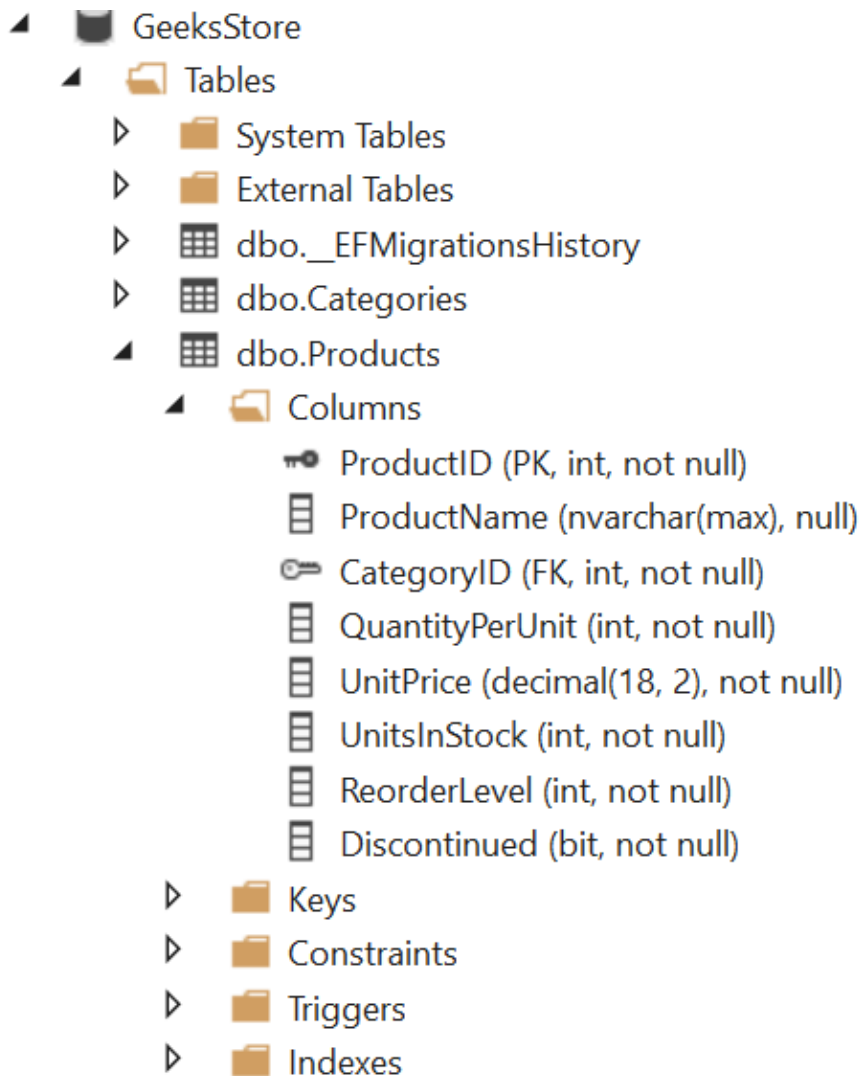 GeeksStore
Tables
System Tables
External Tables
dbo.__EFMigrationsHistory
dbo.Categories
dbo.Products
Columns
ProductID (PK, int, not null)
ProductName (nvarchar(max), null)
CategoryID (FK, int, not null)
QuantityPerUnit (int, not null)
UnitPrice (decimal(18, 2), not null)
UnitsInStock (int, not null)
ReorderLevel (int, not null)
Discontinued (bit, not null)
Keys
Constraints
Triggers
Indexes